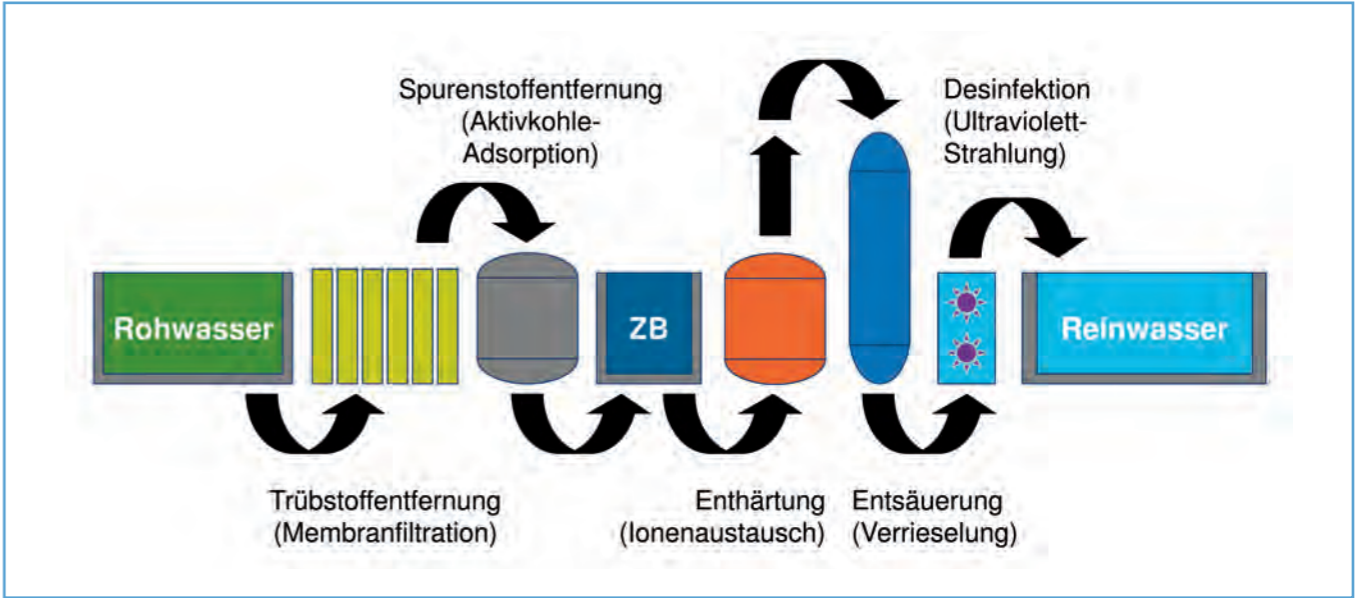 Spurenstoffentfernung
(Aktivkohle-
Adsorption)
Desinfektion
(Ultraviolett-
Strahlung)
Rohwasser
ZB
Reinwasser
Trübstoffentfernung
(Membranfiltration)
Enthärtung
(Ionenaustausch)
Entsäuerung
(Verrieselung)